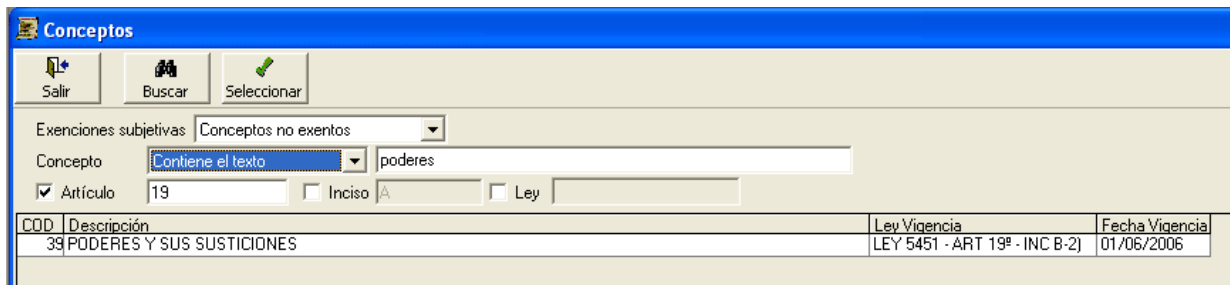 Conceptos
Salir Buscar Seleccionar
Exenciones subjetivas Conceptos no exentos
Concepto Contiene el texto poderes
Artículo 19 Inciso A Ley
COD Descripción Ley Vigencia Fecha Vigencia
39 PODERES Y SUS SUSTICIONES LEY 5451 - ART 19º - INC B-2) 01/06/2006